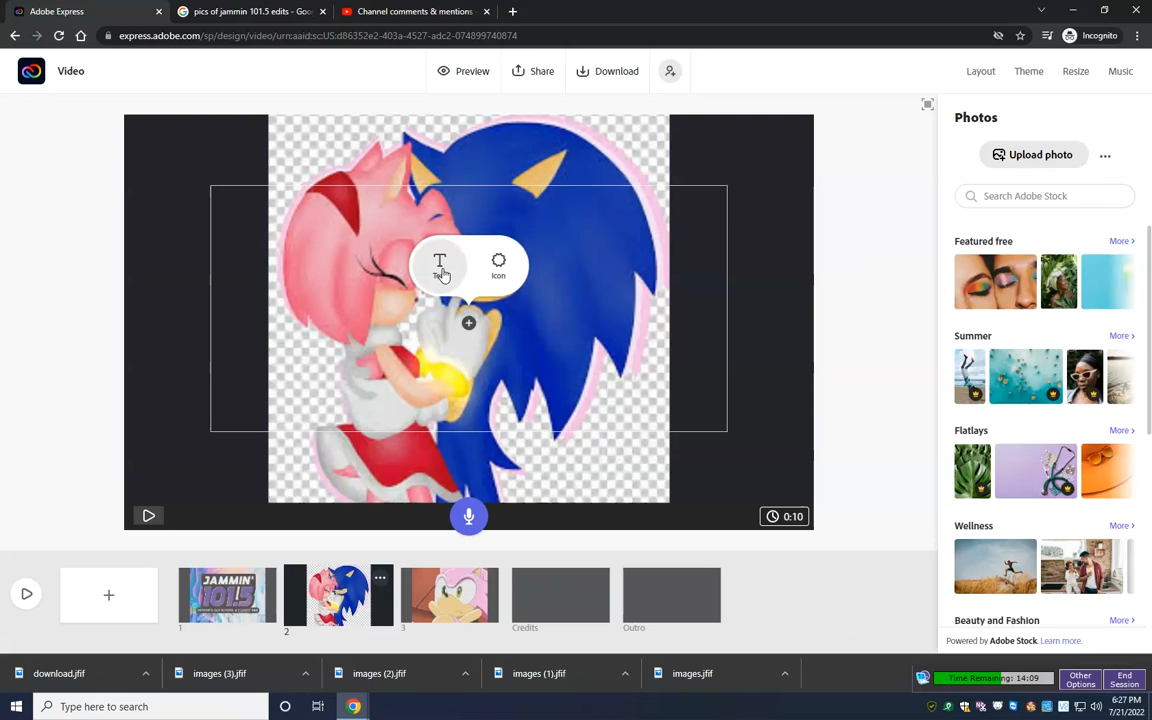 Adobe Express
pics of jammin 101.5 edits - Goo
Channel comments & mentions -
express.adobe.com/sp/design/video/urn:aaid:sc:US:d86352e2-403a-4527-adc2-074899740874
Incognito
Video
Preview
Share
Download
Layout
Theme
Resize
Music
Photos
Upload photo
Search Adobe Stock
Featured free
More
Summer
More
Flatlays
More
Wellness
More
Beauty and Fashion
More
Powered by Adobe Stock. Learn more.
Icon
0:10
JAMMIN'
101.5
1
2
3
Credits
Outro
download.jfif
images (3).jfif
images (2).jfif
images (1).jfif
images.jfif
Time Remaining: 14:09
Other
Options
End
Session
Type here to search
6:27 PM
7/21/2022